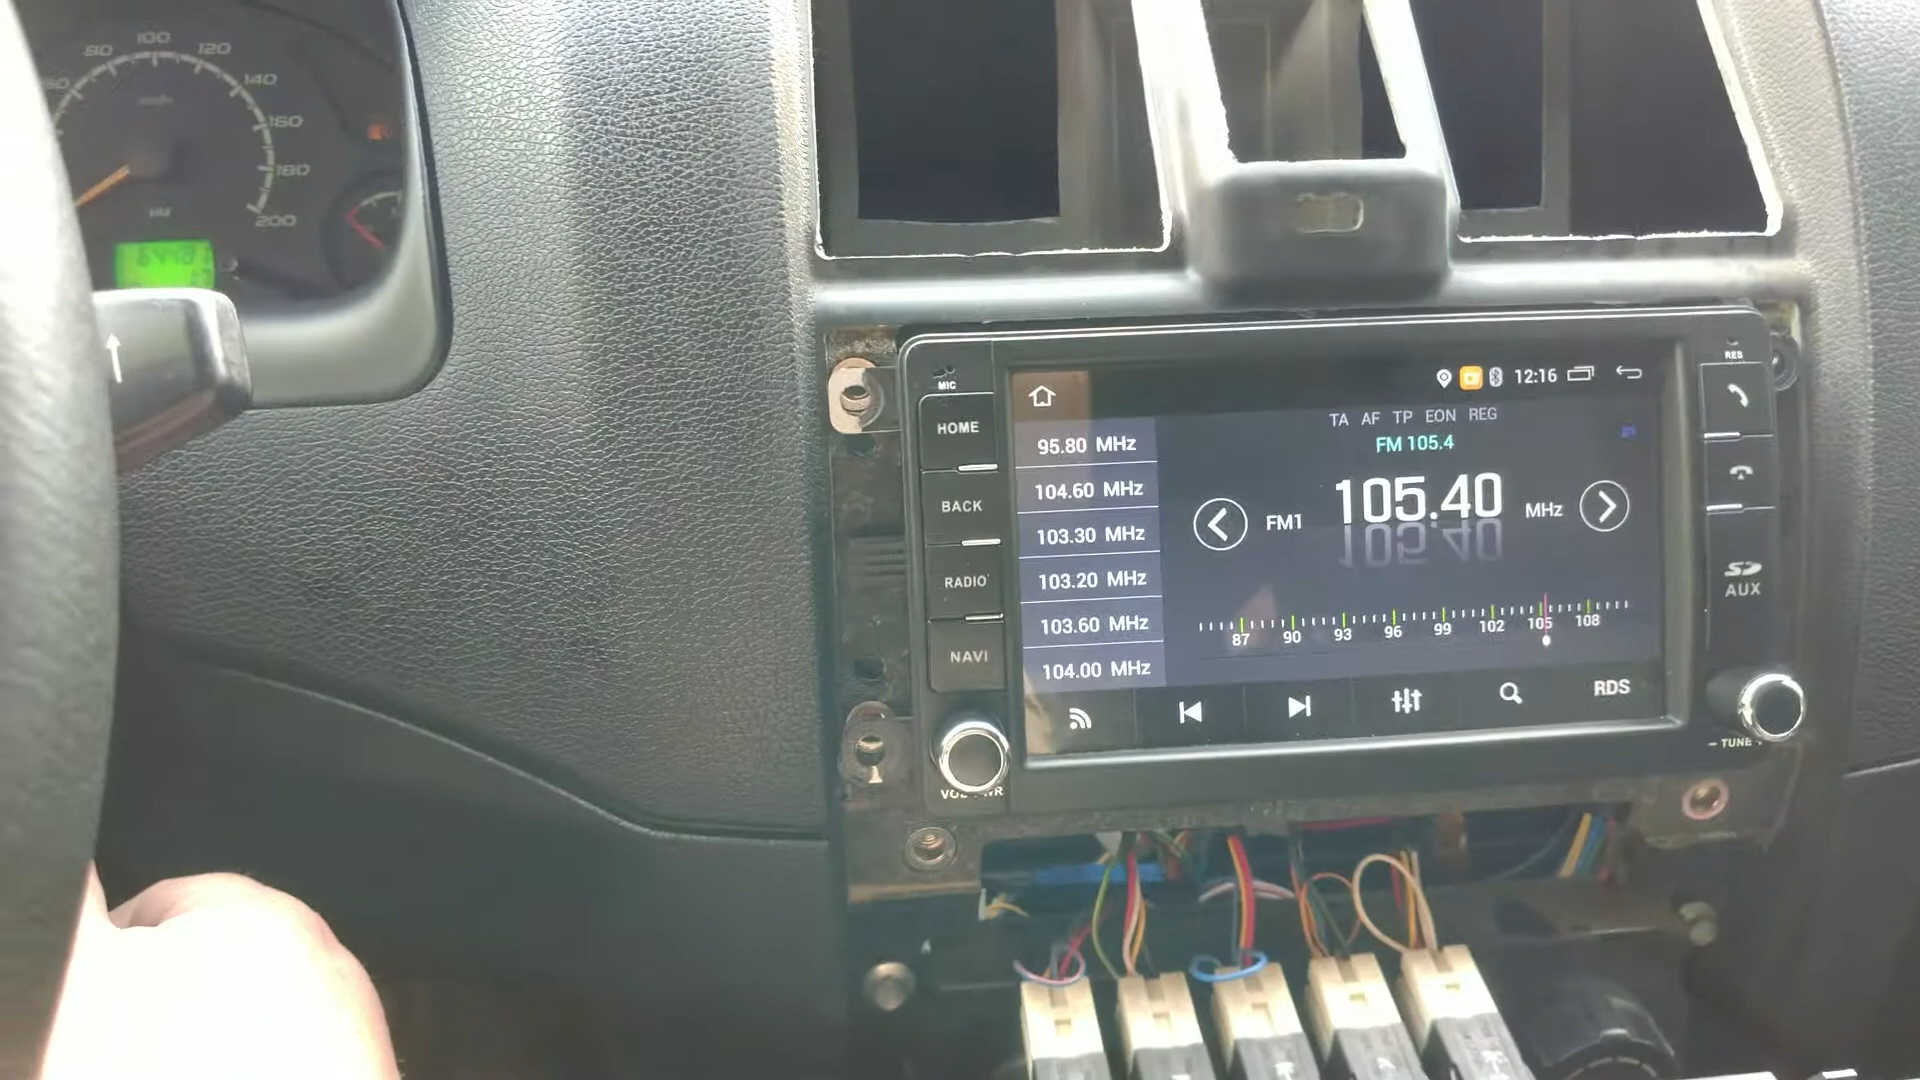 80 100 120
140
160
180
200
km/h
MIC
HOME
BACK
RADIO
NAVI
12:16
TA AF TP EON REG
FM 105.4
95.80 MHz
104.60 MHz
103.30 MHz
103.20 MHz
103.60 MHz
104.00 MHz
FM1 105.40 MHz
87 90 93 96 99 102 105 108
RDS
RES
SD
AUX
- TUNE +